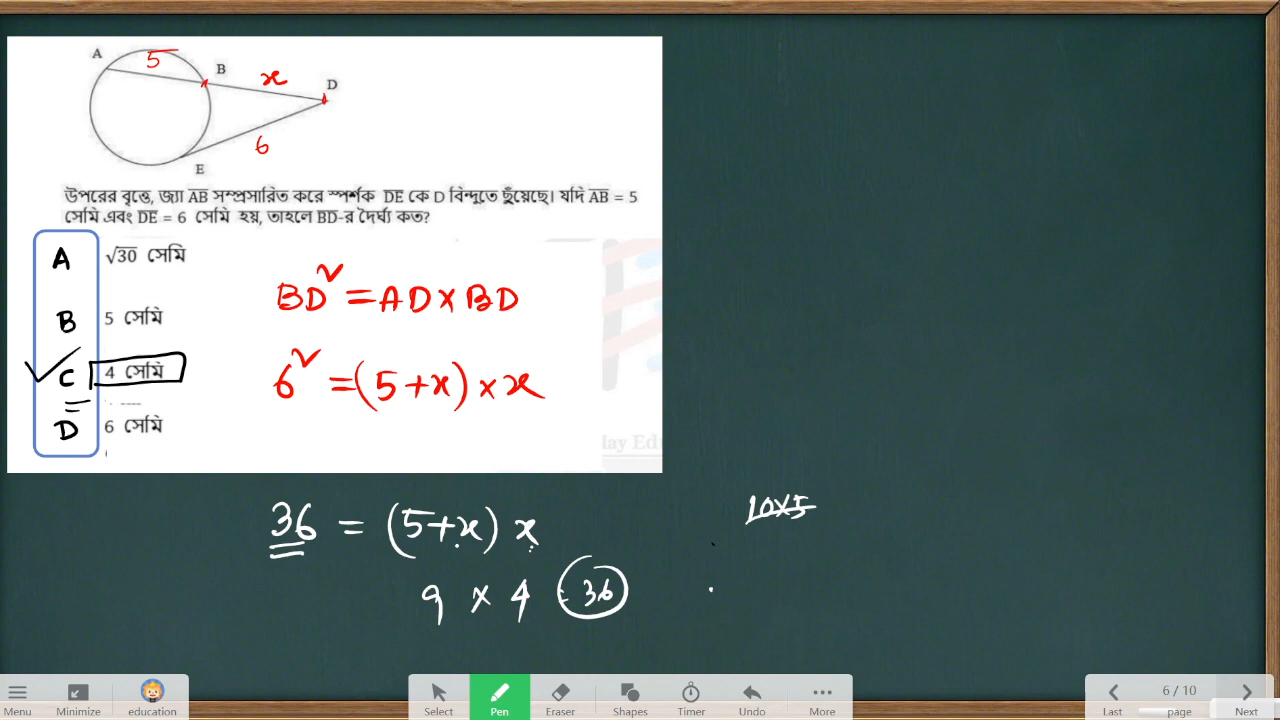 A
5
B
x
D
6
E
উপরের বৃত্তে, জ্যা AB সম্প্রসারিত করে স্পর্শক DE কে D বিন্দুতে ছুঁয়েছে। যদি AB = 5
সেমি এবং DE = 6 সেমি হয়, তাহলে BD-র দৈর্ঘ্য কত?
A √30 সেমি
B 5 সেমি
C 4 সেমি
D 6 সেমি
BD² = AD × BD
6² = (5+x) × x
lay Edu
36 = (5+x) x
9 × 4 = 36
10×5
Menu
Minimize
education
Select
Pen
Eraser
Shapes
Timer
Undo
More
6 / 10
Last
page
Next